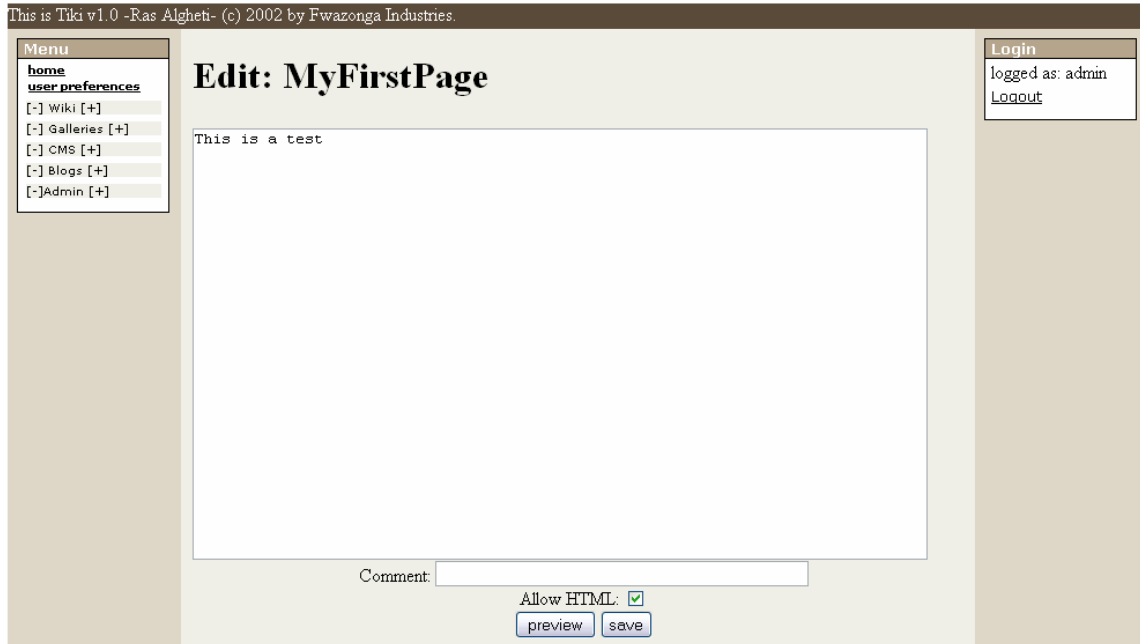 This is Tiki v1.0 -Ras Algheti- (c) 2002 by Fwazonga Industries.
Menu
home
user preferences
[-] Wiki [+]
[-] Galleries [+]
[-] CMS [+]
[-] Blogs [+]
[-]Admin [+]
Edit: MyFirstPage
This is a test
Comment:
Allow HTML:
preview save
Login
logged as: admin
Logout